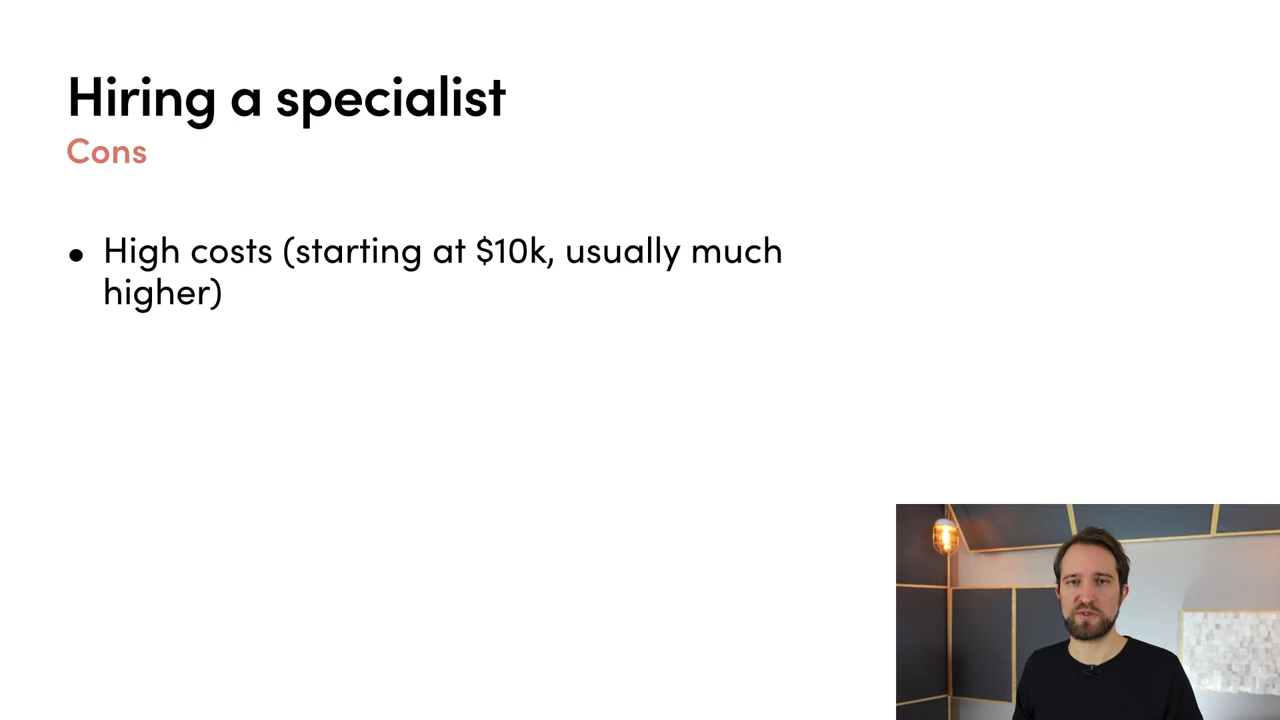 Hiring a specialist
Cons
• High costs (starting at $10k, usually much
higher)